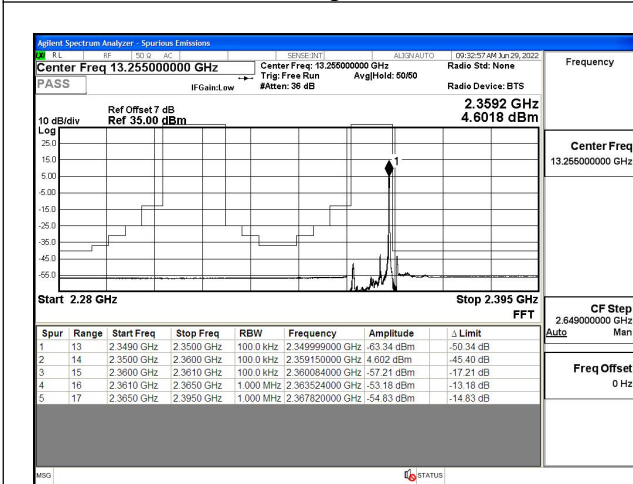 Agilent Spectrum Analyzer - Spurious Emissions
RL RF 50 Ω AC SENSE:INT ALIGN AUTO 09:32:57 AM Jun 29, 2022
Center Freq 13.255000000 GHz Center Freq: 13.255000000 GHz Radio Std: None
Trig: Free Run Avg|Hold: 50/50
PASS IFGain:Low #Atten: 36 dB Radio Device: BTS
Ref Offset 7 dB 2.3592 GHz
10 dB/div Ref 35.00 dBm 4.6018 dBm
Log
25.0
15.0
1
5.00
-5.00
-15.0
-25.0
-35.0
-45.0
-55.0
Start 2.28 GHz Stop 2.395 GHz
FFT
Spur Range Start Freq Stop Freq RBW Frequency Amplitude Δ Limit
1 13 2.3490 GHz 2.3500 GHz 100.0 kHz 2.349999000 GHz -63.34 dBm -50.34 dB
2 14 2.3500 GHz 2.3600 GHz 100.0 kHz 2.359150000 GHz 4.602 dBm -45.40 dB
3 15 2.3600 GHz 2.3610 GHz 100.0 kHz 2.360084000 GHz -57.21 dBm -17.21 dB
4 16 2.3610 GHz 2.3650 GHz 1.000 MHz 2.363524000 GHz -53.18 dBm -13.18 dB
5 17 2.3650 GHz 2.3950 GHz 1.000 MHz 2.367820000 GHz -54.83 dBm -14.83 dB
MSG STATUS
Frequency
Center Freq
13.255000000 GHz
CF Step
2.649000000 GHz
Auto Man
Freq Offset
0 Hz